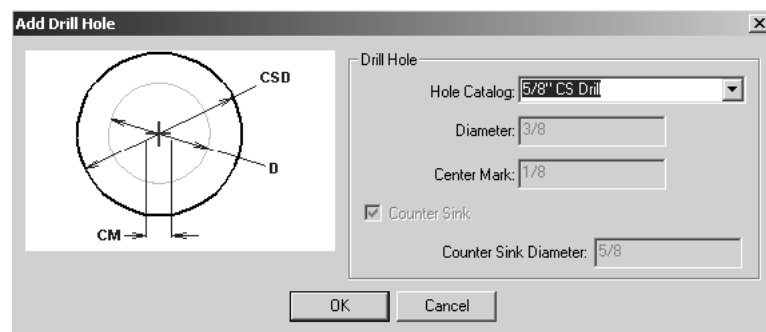 Add Drill Hole
CSD
D
CM
Drill Hole
Hole Catalog: 5/8" CS Drill
Diameter: 3/8
Center Mark: 1/8
Counter Sink
Counter Sink Diameter: 5/8
OK
Cancel